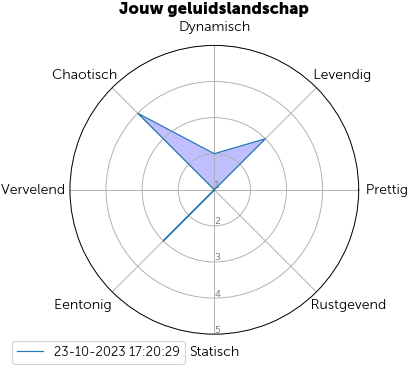 Jouw geluidslandschap
Dynamisch
Chaotisch
Levendig
Vervelend
1
Prettig
2
3
4
Eentonig
Rustgevend
5
23-10-2023 17:20:29
Statisch